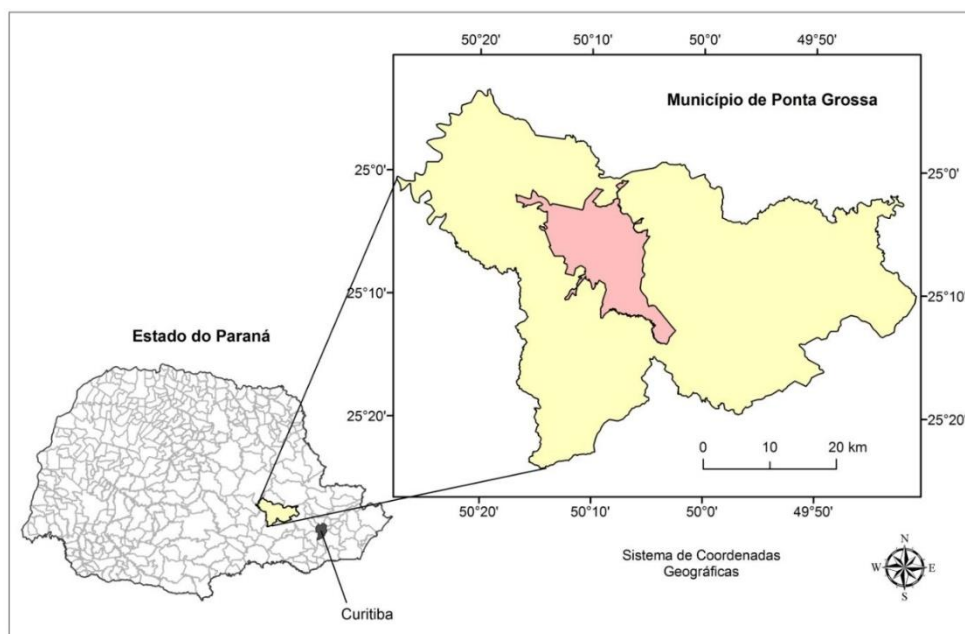 50°20'
50°10'
50°0'
49°50'
Município de Ponta Grossa
25°0'
25°0'
25°10'
25°10'
Estado do Paraná
25°20'
25°20'
0 10 20 km
50°20'
50°10'
50°0'
49°50'
Sistema de Coordenadas
Geográficas
N
W
E
S
Curitiba